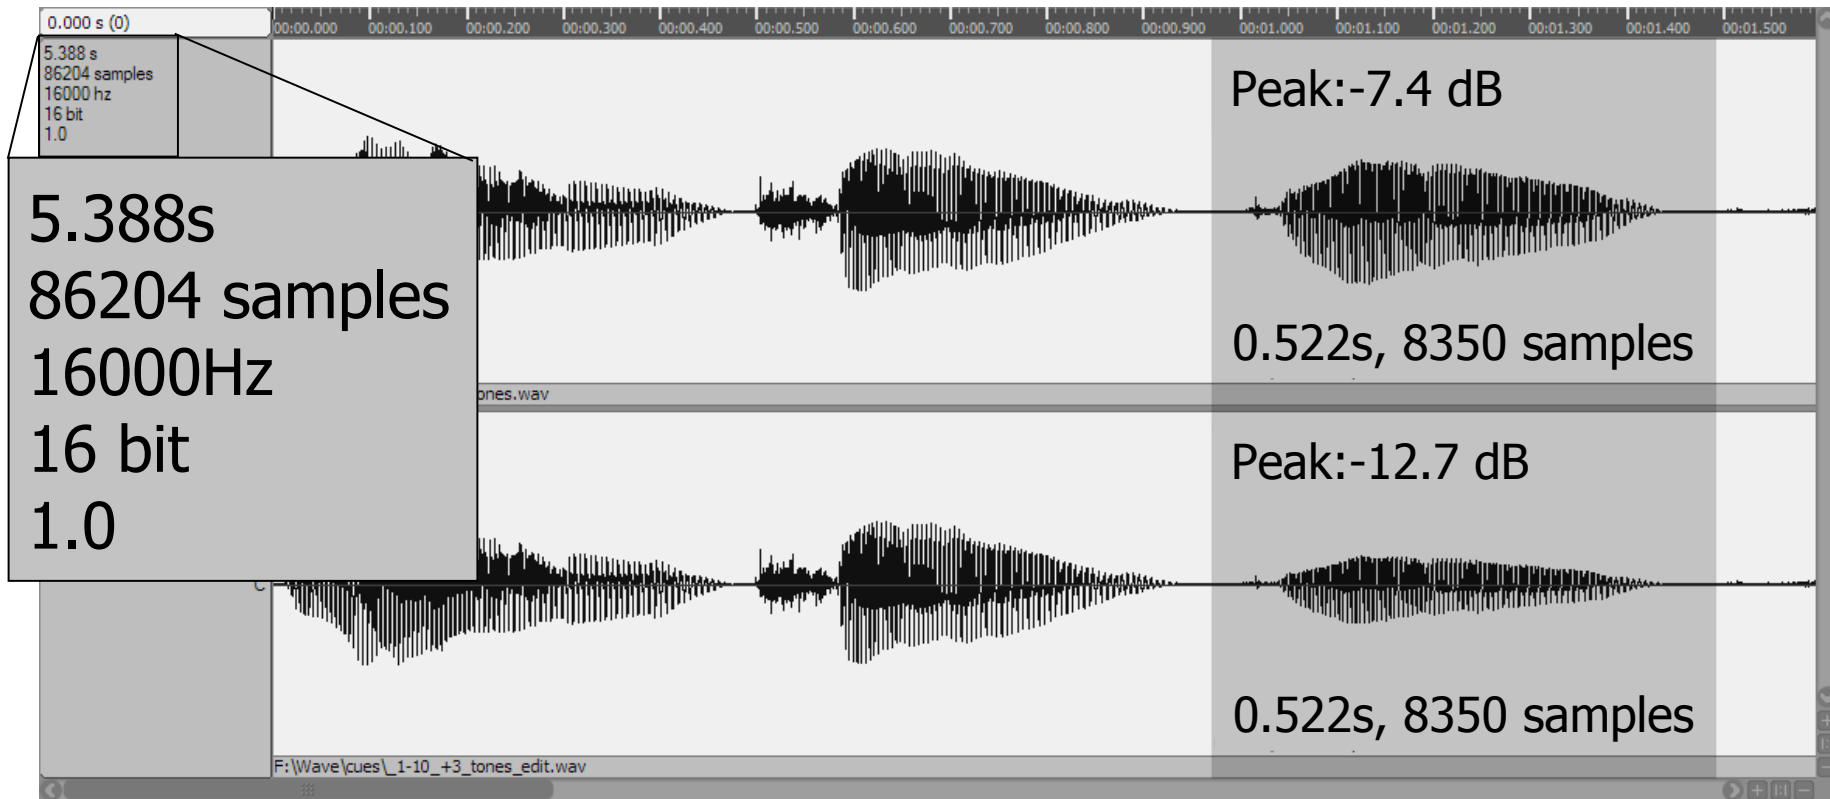 0.000 s (0)
00:00.000 00:00.100 00:00.200 00:00.300 00:00.400 00:00.500 00:00.600 00:00.700 00:00.800 00:00.900 00:01.000 00:01.100 00:01.200 00:01.300 00:01.400 00:01.500
5.388 s
86204 samples
16000 hz
16 bit
1.0
Peak:-7.4 dB
5.388s
86204 samples
16000Hz
16 bit
1.0
0.522s, 8350 samples
ones.wav
Peak:-12.7 dB
C
0.522s, 8350 samples
F:\Wave\cues\_1-10_+3_tones_edit.wav